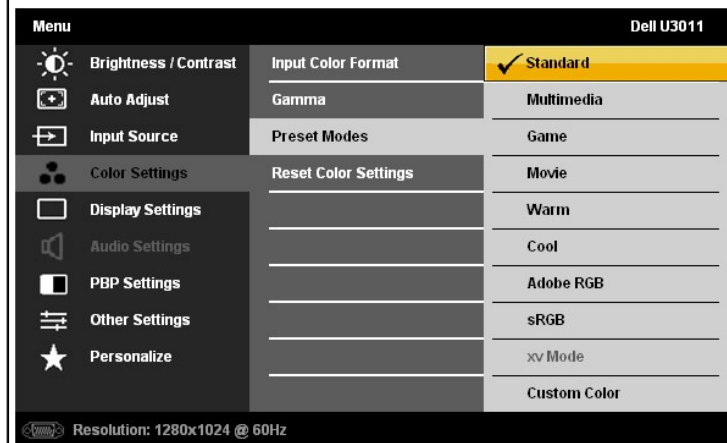 Menu Dell U3011
Brightness / Contrast Input Color Format Standard
Auto Adjust Gamma Multimedia
Input Source Preset Modes Game
Color Settings Reset Color Settings Movie
Display Settings Warm
Audio Settings Cool
PBP Settings Adobe RGB
Other Settings sRGB
Personalize xv Mode
Custom Color
Resolution: 1280x1024 @ 60Hz